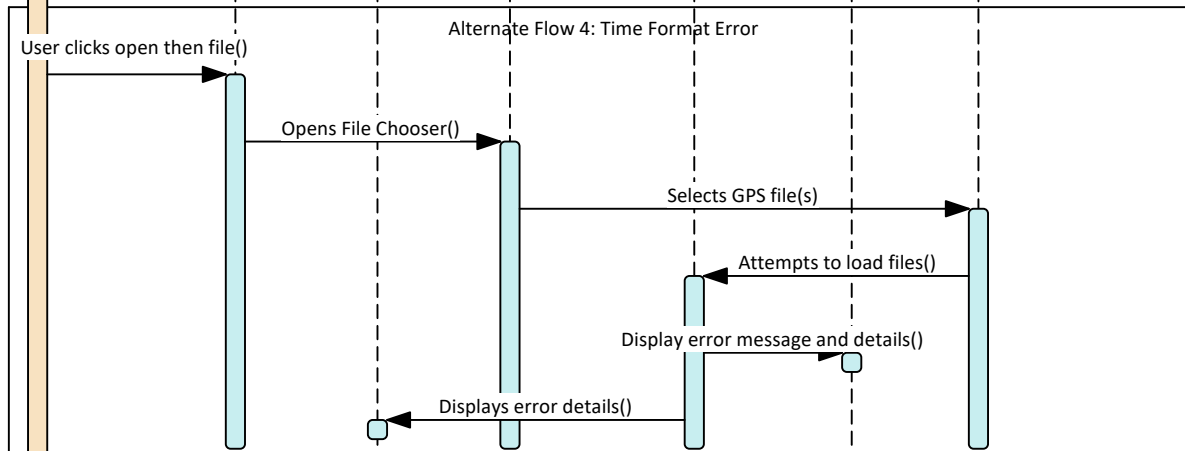 Alternate Flow 4: Time Format Error
User clicks open then file()
Opens File Chooser()
Selects GPS file(s)
Attempts to load files()
Display error message and details()
Displays error details()